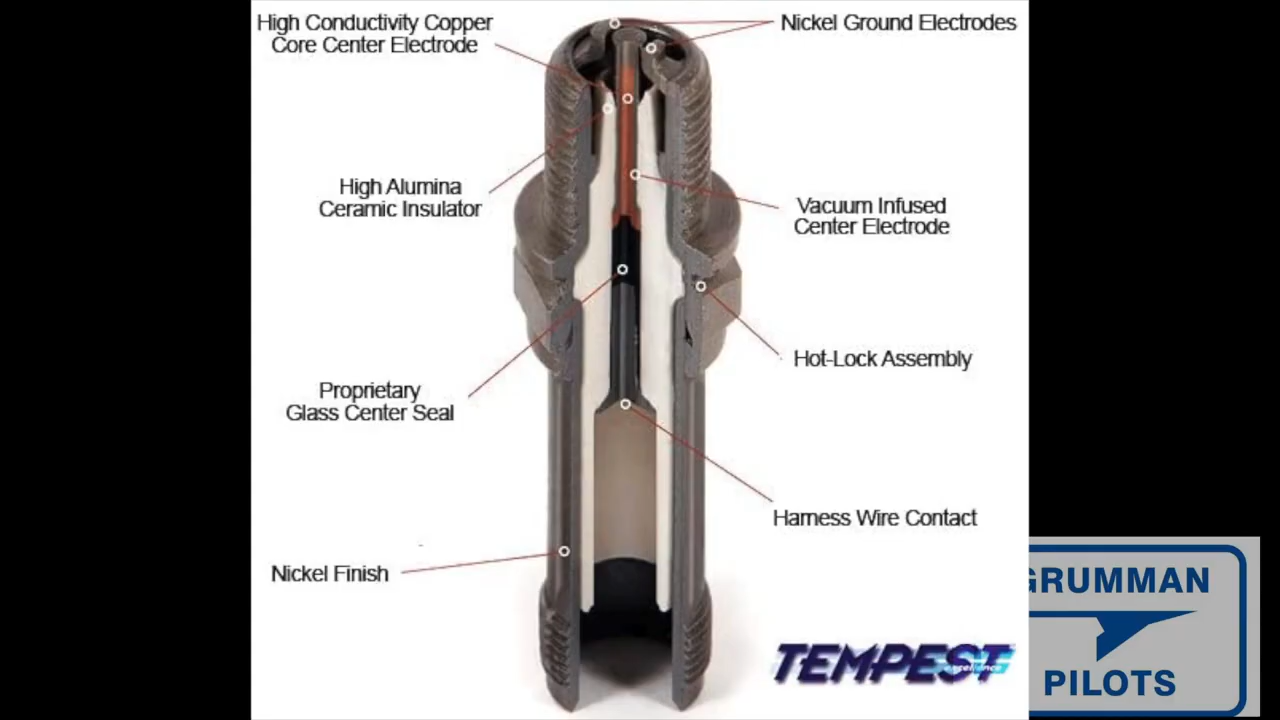 High Conductivity Copper
Core Center Electrode
Nickel Ground Electrodes
High Alumina
Ceramic Insulator
Vacuum Infused
Center Electrode
Hot-Lock Assembly
Proprietary
Glass Center Seal
Harness Wire Contact
Nickel Finish
TEMPEST
excellence
GRUMMAN
PILOTS